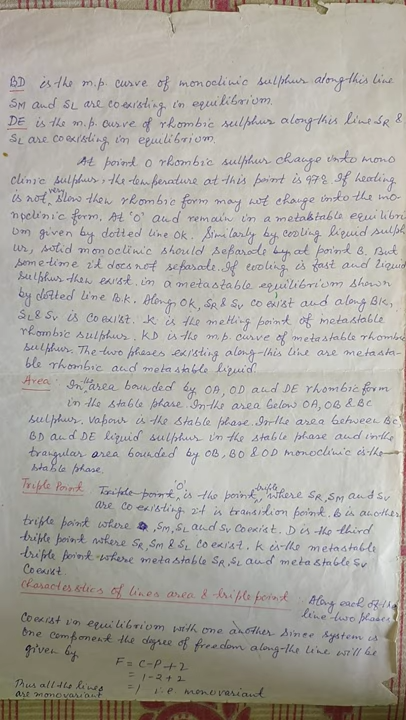 BD is the m.p. curve of monoclinic sulphur along this line
SM and SL are coexisting in equilibrium.
DE is the m.p curve of rhombic sulphur along this line SR &
SL are coexisting in equilibrium
At point O rhombic sulphur change into mono
clinic sulphur, the temperature at this point is 97°C. If heating
is not very slow then rhombic form may not change into the mo-
noclinic form. At 'O' and remain in a metastable equilibri
um given by dotted line OK. Similarly by cooling liquid sulph
ur, solid monoclinic should separate by at point B. But
sometime it does not separate. If cooling is fast and liquid
sulphur then exist in a metastable equilibrium shown
by dotted line BK. Along OK, SR & SV co exist and along BK,
SL & SV is coexist. K is the melting point of metastable
rhombic sulphur. KD is the m.p. curve of metastable rhombic
sulphur. The two phases existing along this line are metasta-
ble rhombic and metastable liquid.
Area : In the area bounded by OA, OD and DE rhombic form
in the stable phase. In the area below OA, OB & BC
sulphur vapour is the stable phase. In the area between BC,
BD and DE liquid sulphur in the stable phase and in the
trangular area bounded by OB, BD & OD monoclinic is the
stable phase
Triple Point Triple point, 'O' is the point triple where SR, SM and SV
are co existing it is transition point. B is another
triple point where SM, SL and SV coexist. D is the third
triple point where SR, SM & SL co exist. K is the metastable
triple point where metastable SR, SL and metastable SV
Coexist
Characteristics of lines area & triple point : Along each of the
line two phases
Coexist in equilibrium with one another since system is
one component the degree of freedom along the line will be
given by
F = C-P+2
= 1-2+2
= 1 i.e monovariant
Thus all the lines
are monovariant